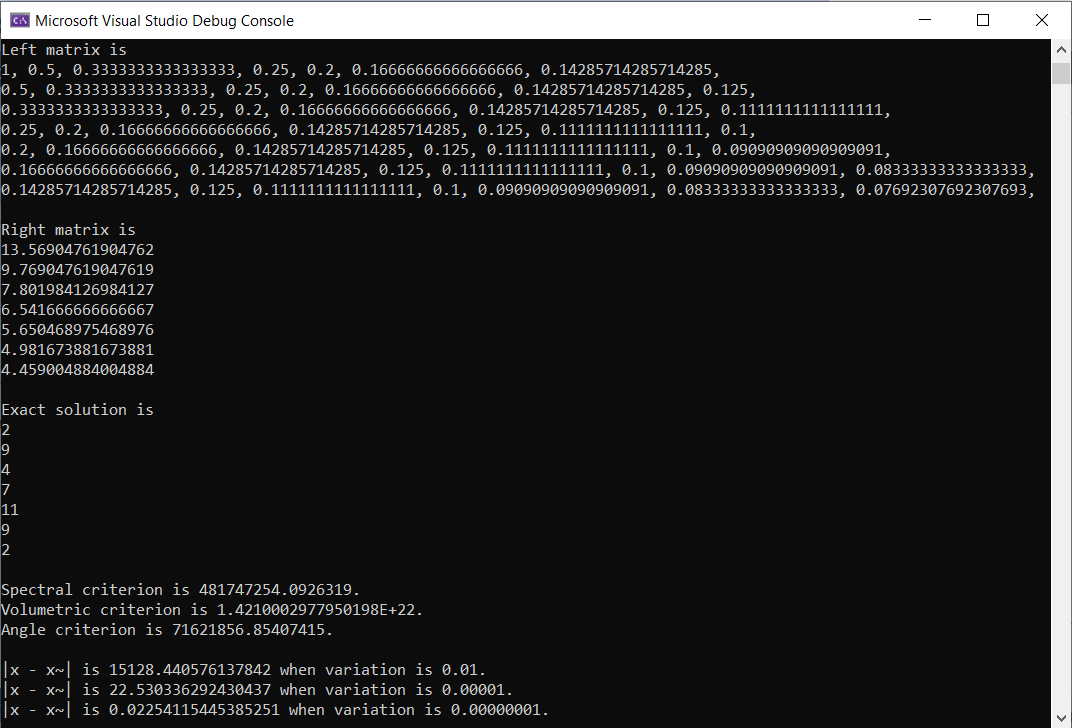 Microsoft Visual Studio Debug Console
Left matrix is
1, 0.5, 0.3333333333333333, 0.25, 0.2, 0.16666666666666666, 0.14285714285714285,
0.5, 0.3333333333333333, 0.25, 0.2, 0.16666666666666666, 0.14285714285714285, 0.125,
0.3333333333333333, 0.25, 0.2, 0.16666666666666666, 0.14285714285714285, 0.125, 0.1111111111111111,
0.25, 0.2, 0.16666666666666666, 0.14285714285714285, 0.125, 0.1111111111111111, 0.1,
0.2, 0.16666666666666666, 0.14285714285714285, 0.125, 0.1111111111111111, 0.1, 0.09090909090909091,
0.16666666666666666, 0.14285714285714285, 0.125, 0.1111111111111111, 0.1, 0.09090909090909091, 0.08333333333333333,
0.14285714285714285, 0.125, 0.1111111111111111, 0.1, 0.09090909090909091, 0.08333333333333333, 0.07692307692307693,
Right matrix is
13.56904761904762
9.769047619047619
7.801984126984127
6.541666666666667
5.650468975468976
4.981673881673881
4.459004884004884
Exact solution is
2
9
4
7
11
9
2
Spectral criterion is 481747254.0926319.
Volumetric criterion is 1.4210002977950198E+22.
Angle criterion is 71621856.85407415.
|x - x~| is 15128.440576137842 when variation is 0.01.
|x - x~| is 22.530336292430437 when variation is 0.00001.
|x - x~| is 0.02254115445385251 when variation is 0.00000001.